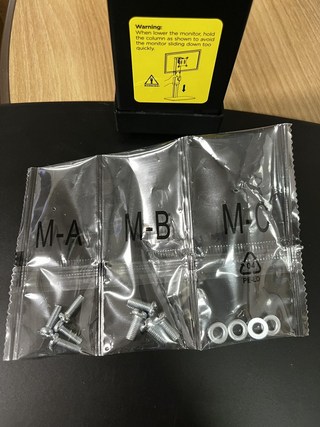 Warning:
When lower the monitor, hold
the column as shown to avoid
the monitor sliding down too
quickly.
M-A
M-B
M-C